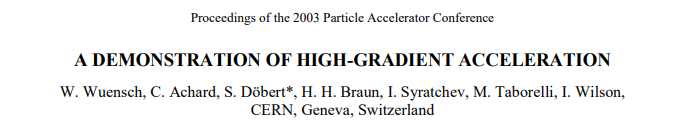 Proceedings of the 2003 Particle Accelerator Conference
A DEMONSTRATION OF HIGH-GRADIENT ACCELERATION
W. Wuensch, C. Achard, S. Döbert*, H. H. Braun, I. Syratchev, M. Taborelli, I. Wilson,
CERN, Geneva, Switzerland